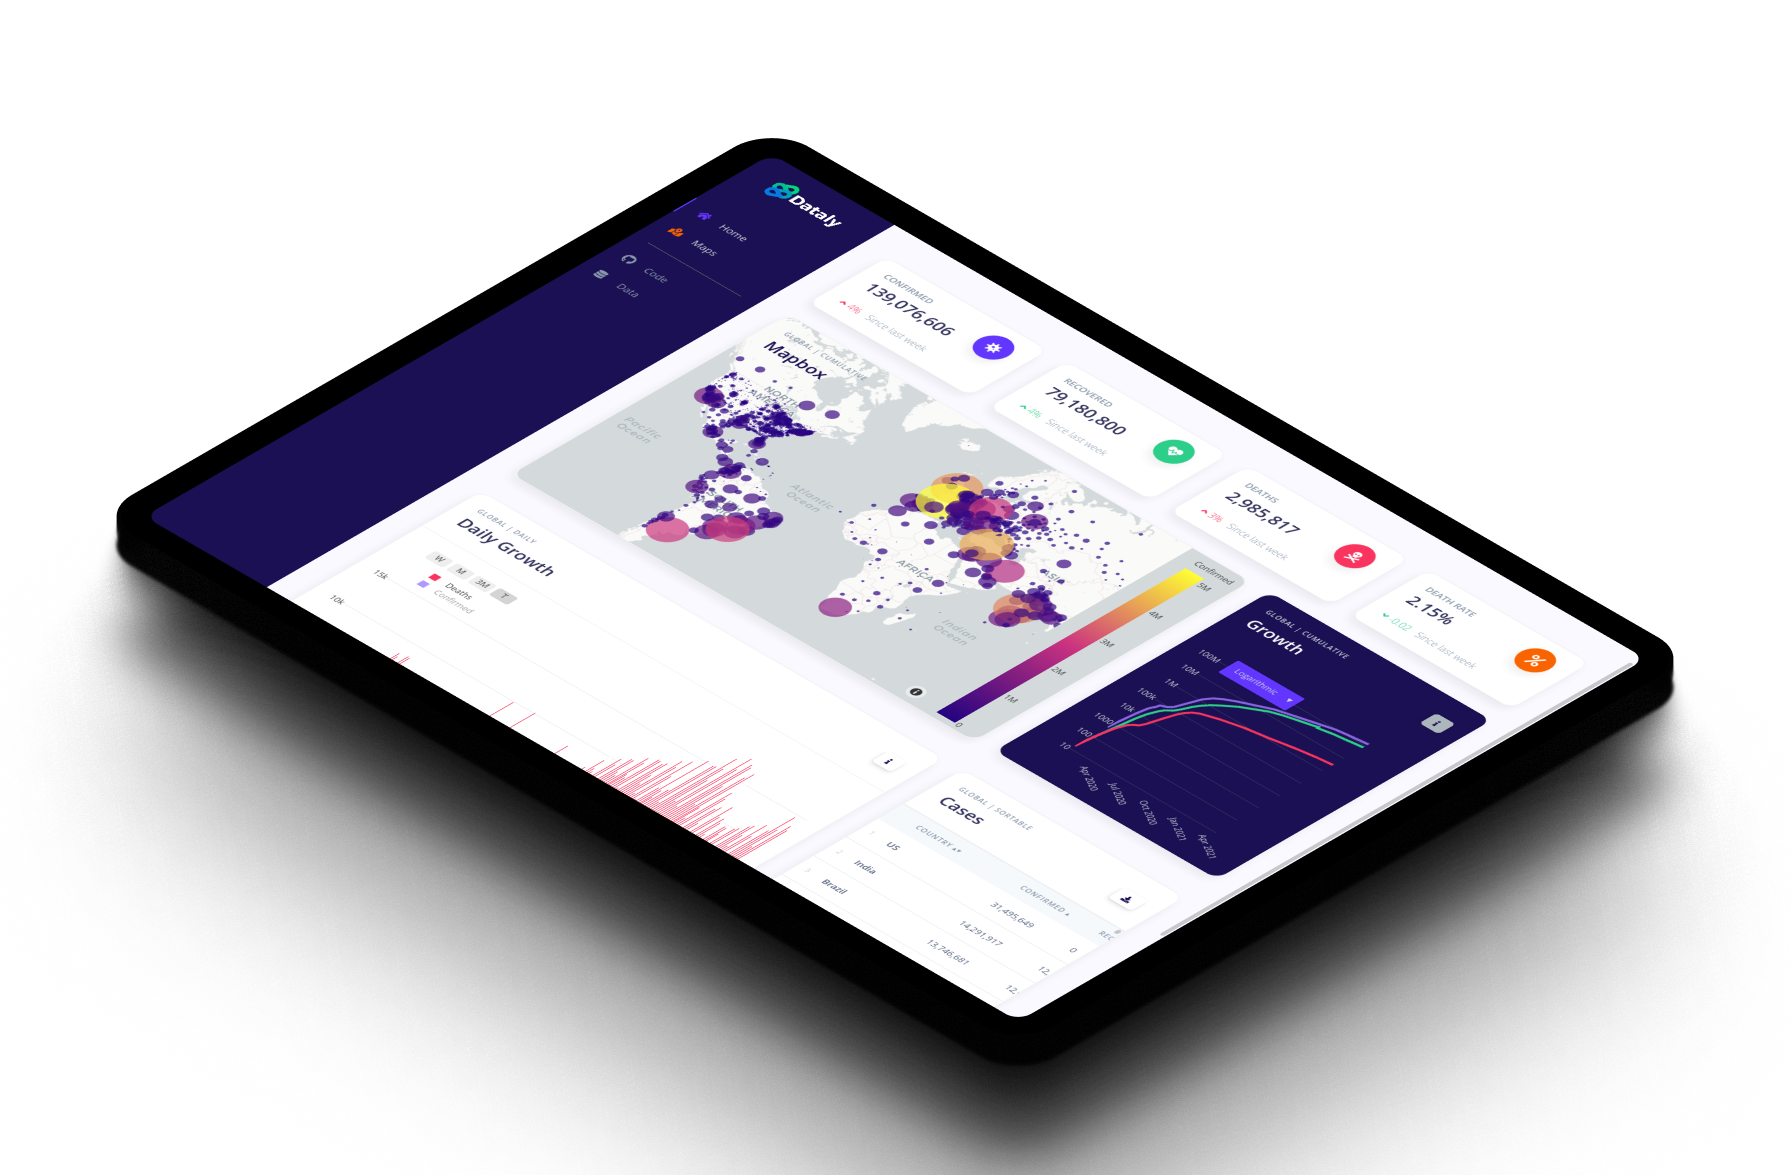 Dataly
Home
Maps
Code
Data
CONFIRMED
139,076,606
4% Since last week
RECOVERED
79,180,800
4% Since last week
DEATHS
2,985,817
3% Since last week
DEATH RATE
2.15%
-0.02 Since last week
GLOBAL | CUMULATIVE
Mapbox
NORTH
Pacific
Ocean
Atlantic
Ocean
AFRICA
Indian
Ocean
Confirmed
5M
4M
3M
2M
1M
0
GLOBAL | CUMULATIVE
Growth
Logarithmic
100M
10M
1M
100k
10k
1000
100
10
Apr 2020
Jul 2020
Oct 2020
Jan 2021
Apr 2021
GLOBAL | DAILY
Daily Growth
W M 3M T
Deaths
Confirmed
15k
10k
GLOBAL | SORTABLE
Cases
COUNTRY CONFIRMED REC
1 US 31,495,649 0
2 India 14,291,917 12,
3 Brazil 13,746,681 12,